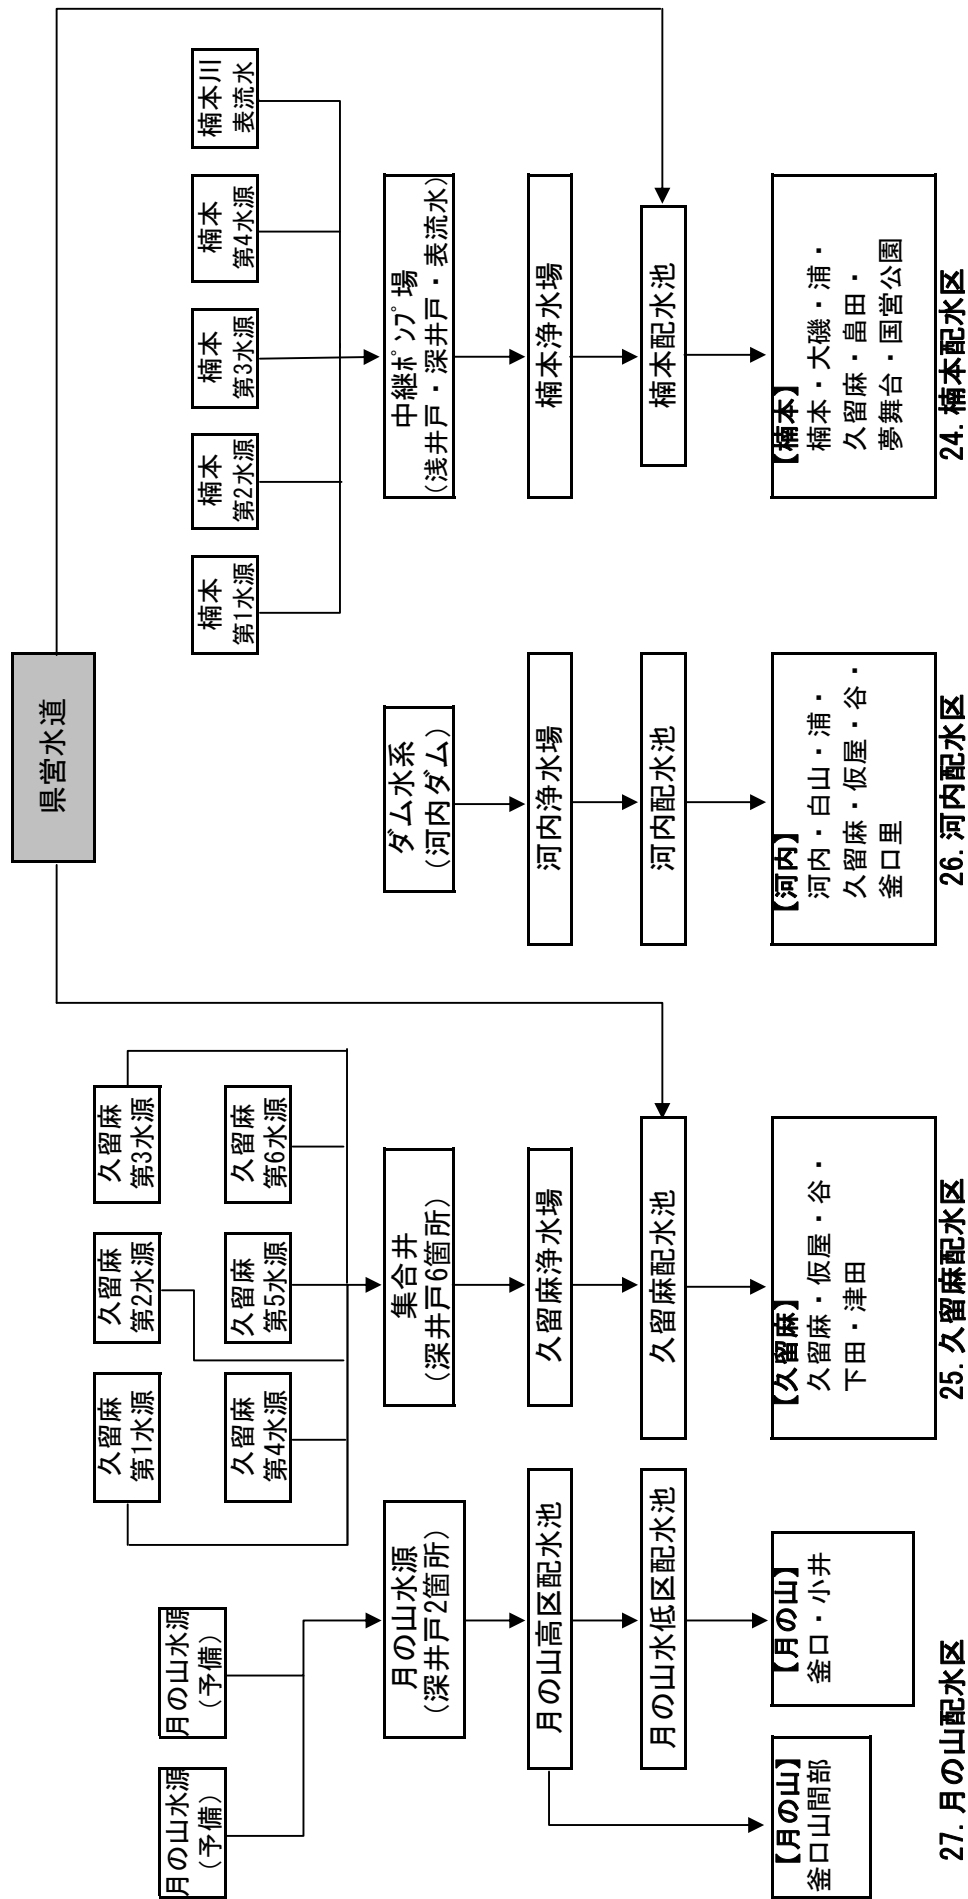 県営水道
月の山水源
（予備）
月の山水源
（予備）
月の山水源
（深井戸2箇所）
月の山高区配水池
月の山水低区配水池
【月の山】
釜口山間部
【月の山】
釜口・小井
27. 月の山配水区
久留麻
第1水源
久留麻
第2水源
久留麻
第3水源
久留麻
第4水源
久留麻
第5水源
久留麻
第6水源
集合井
（深井戸6箇所）
久留麻浄水場
久留麻配水池
【久留麻】
久留麻・仮屋・谷・
下田・津田
25. 久留麻配水区
ダム水系
（河内ダム）
河内浄水場
河内配水池
【河内】
河内・白山・浦・
久留麻・仮屋・谷・
釜口里
26. 河内配水区
楠本
第1水源
楠本
第2水源
楠本
第3水源
楠本
第4水源
楠本川
表流水
中継ﾎﾟﾝﾌﾟ場
（浅井戸・深井戸・表流水）
楠本浄水場
楠本配水池
【楠本】
楠本・大磯・浦・
久留麻・畠田・
夢舞台・国営公園
24. 楠本配水区